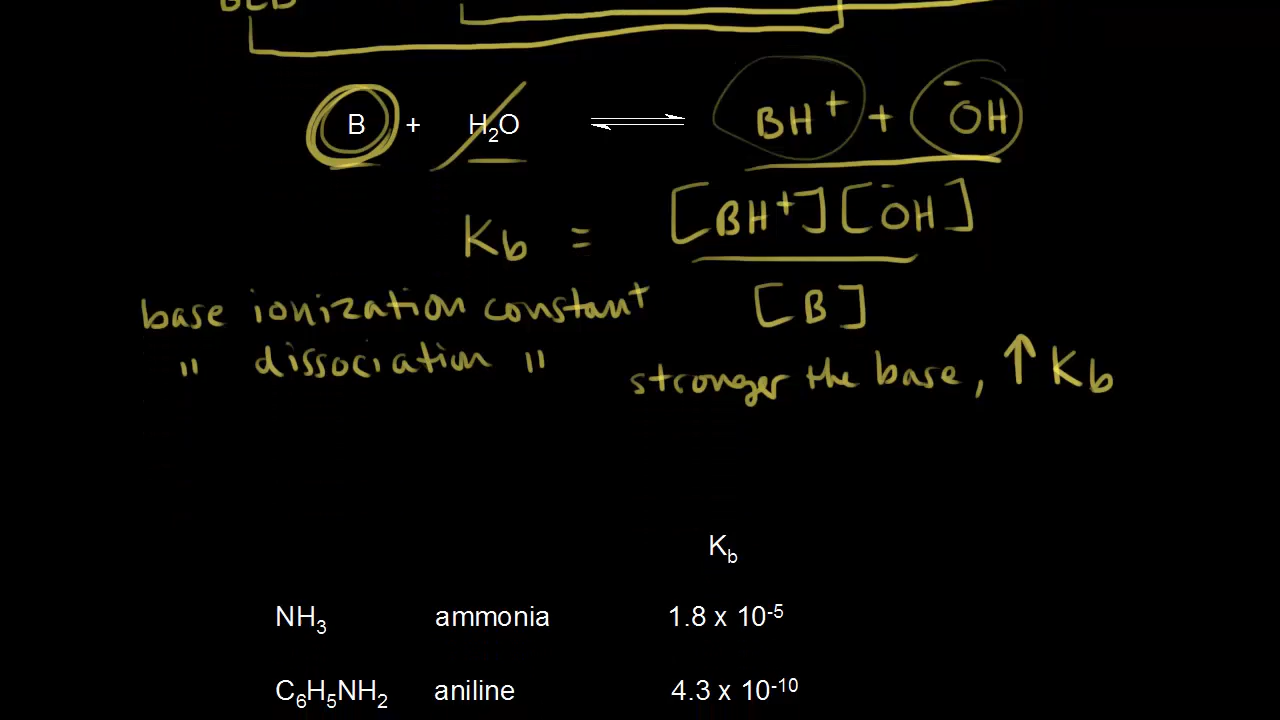 B + H₂O ⇌ BH⁺ + ⁻OH
Kb = [BH⁺][⁻OH]
[B]
base ionization constant
" dissociation "
stronger the base, ↑ Kb
Kb
NH₃ ammonia 1.8 x 10⁻⁵
C₆H₅NH₂ aniline 4.3 x 10⁻¹⁰